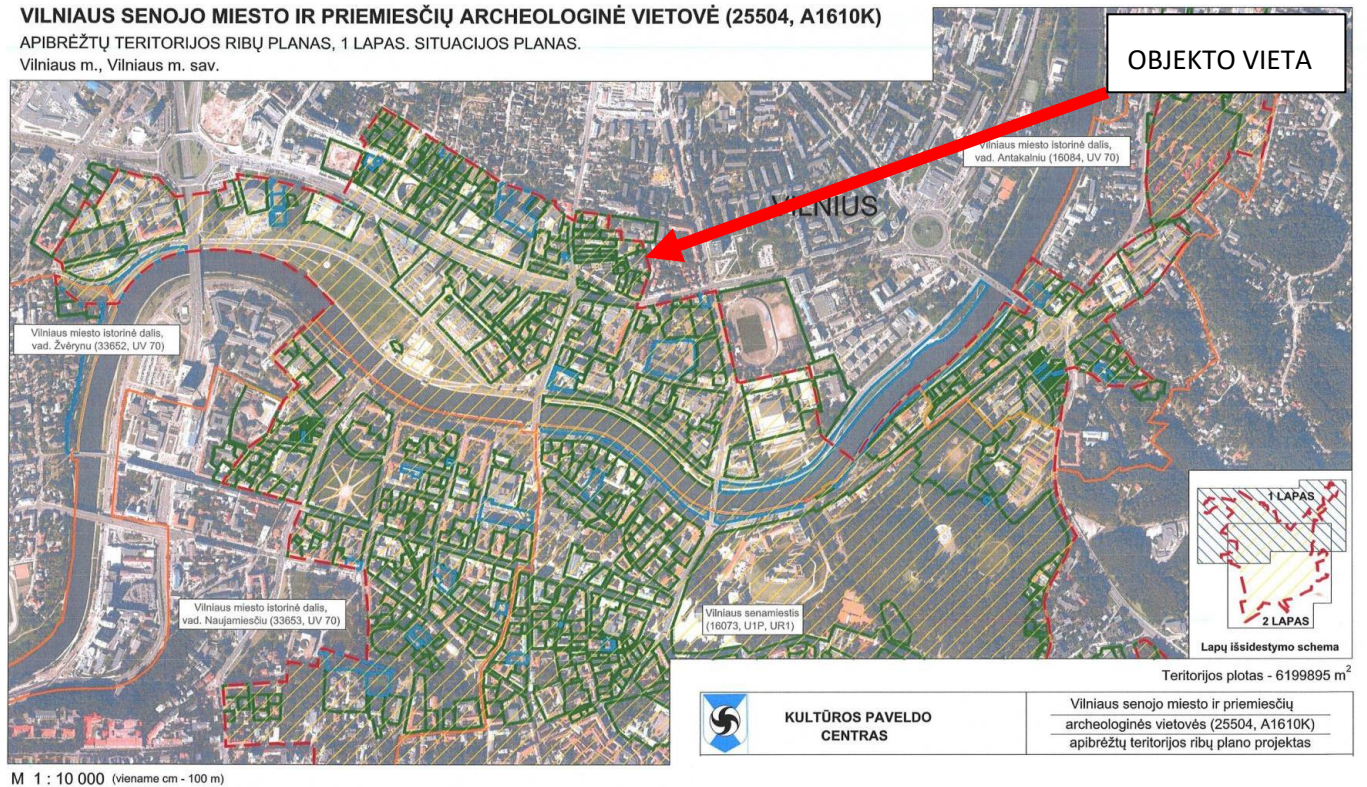 VILNIAUS SENOJO MIESTO IR PRIEMIESČIŲ ARCHEOLOGINĖ VIETOVĖ (25504, A1610K)
APIBRĖŽTŲ TERITORIJOS RIBŲ PLANAS, 1 LAPAS. SITUACIJOS PLANAS.
Vilniaus m., Vilniaus m. sav.
OBJEKTO VIETA
Vilniaus miesto istorinė dalis,
vad. Antakalniu (16084, UV 70)
VILNIUS
Vilniaus miesto istorinė dalis,
vad. Žvėrynu (33652, UV 70)
Vilniaus miesto istorinė dalis,
vad. Naujamiesčiu (33653, UV 70)
Vilniaus senamiestis
(16073, U1P, UR1)
1 LAPAS
2 LAPAS
Lapų išsidestymo schema
Teritorijos plotas - 6199895 m²
KULTŪROS PAVELDO
CENTRAS
Vilniaus senojo miesto ir priemiesčių
archeologinės vietovės (25504, A1610K)
apibrėžtų teritorijos ribų plano projektas
M 1 : 10 000 (viename cm - 100 m)